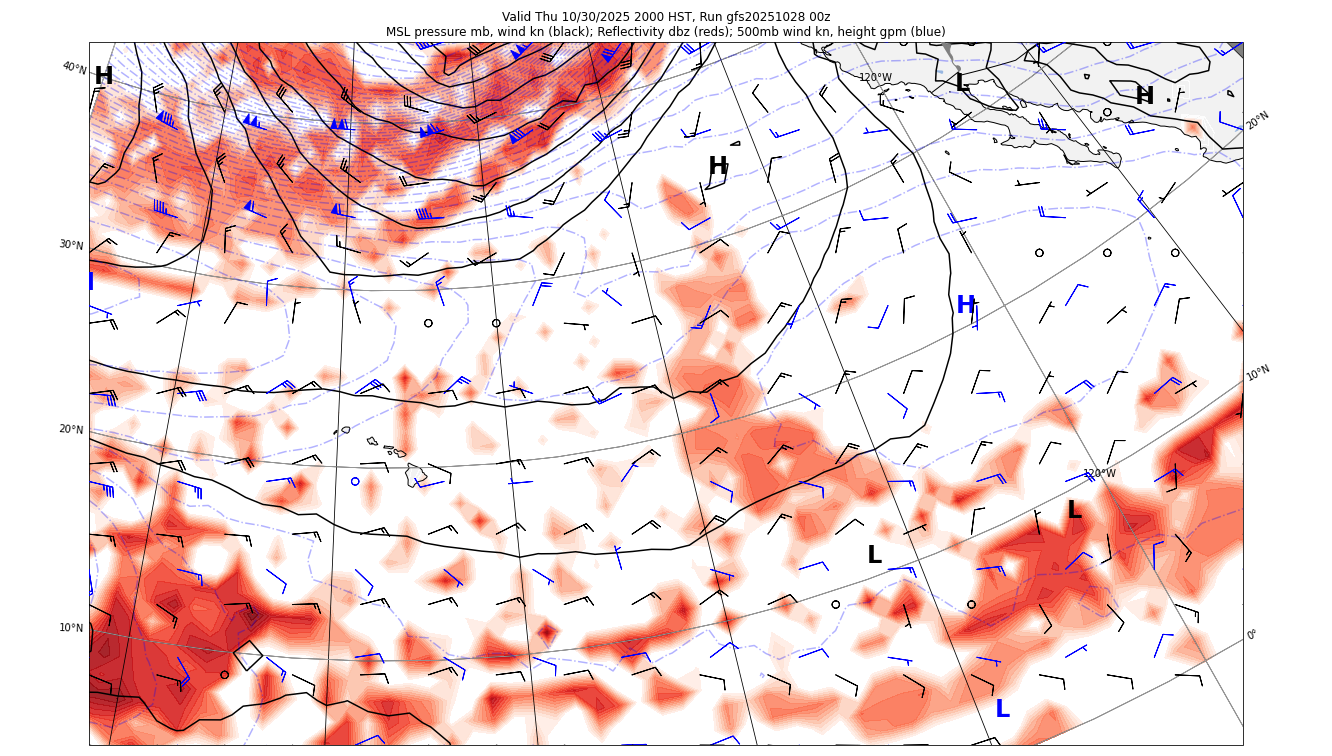 Valid Thu 10/30/2025 2000 HST, Run gfs20251028 00z
MSL pressure mb, wind kn (black); Reflectivity dbz (reds); 500mb wind kn, height gpm (blue)
40°N
H
120°W
L
H
20°N
H
30°N
H
10°N
20°N
120°W
L
L
10°N
0°
L